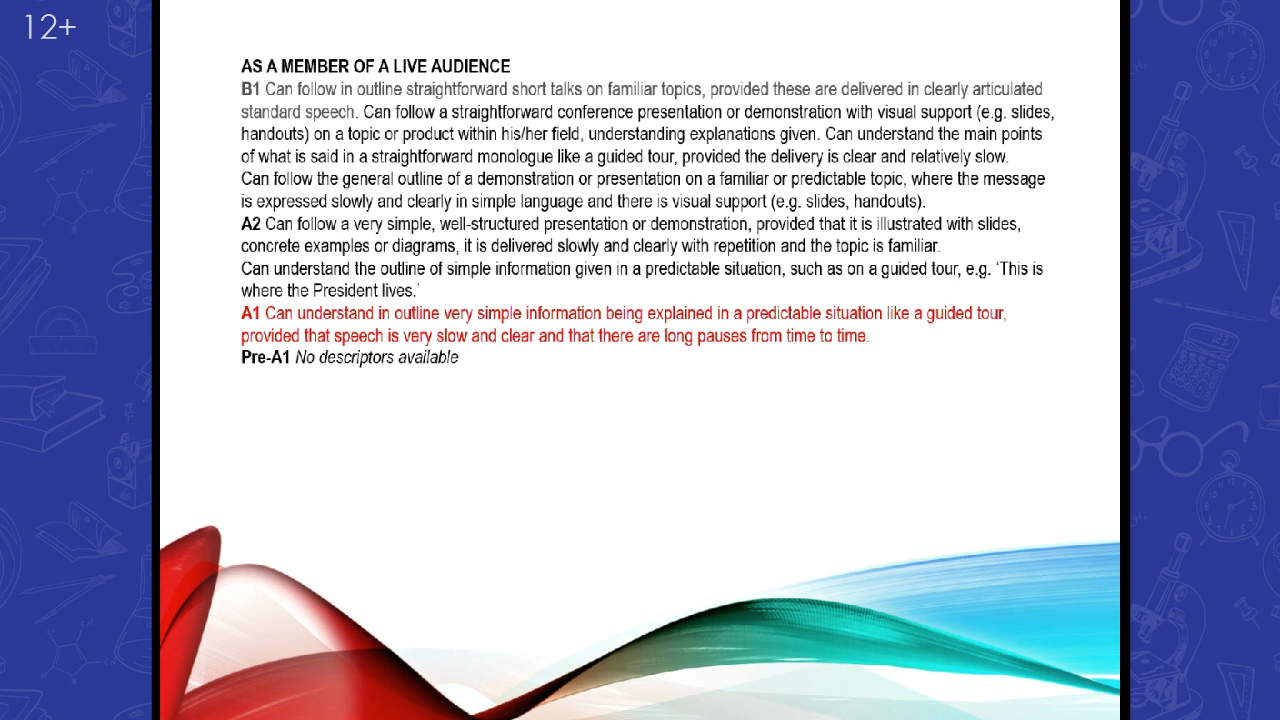 12+
AS A MEMBER OF A LIVE AUDIENCE
B1 Can follow in outline straightforward short talks on familiar topics, provided these are delivered in clearly articulated
standard speech. Can follow a straightforward conference presentation or demonstration with visual support (e.g. slides,
handouts) on a topic or product within his/her field, understanding explanations given. Can understand the main points
of what is said in a straightforward monologue like a guided tour, provided the delivery is clear and relatively slow.
Can follow the general outline of a demonstration or presentation on a familiar or predictable topic, where the message
is expressed slowly and clearly in simple language and there is visual support (e.g. slides, handouts).
A2 Can follow a very simple, well-structured presentation or demonstration, provided that it is illustrated with slides,
concrete examples or diagrams, it is delivered slowly and clearly with repetition and the topic is familiar.
Can understand the outline of simple information given in a predictable situation, such as on a guided tour, e.g. ‘This is
where the President lives.’
A1 Can understand in outline very simple information being explained in a predictable situation like a guided tour,
provided that speech is very slow and clear and that there are long pauses from time to time.
Pre-A1 No descriptors available